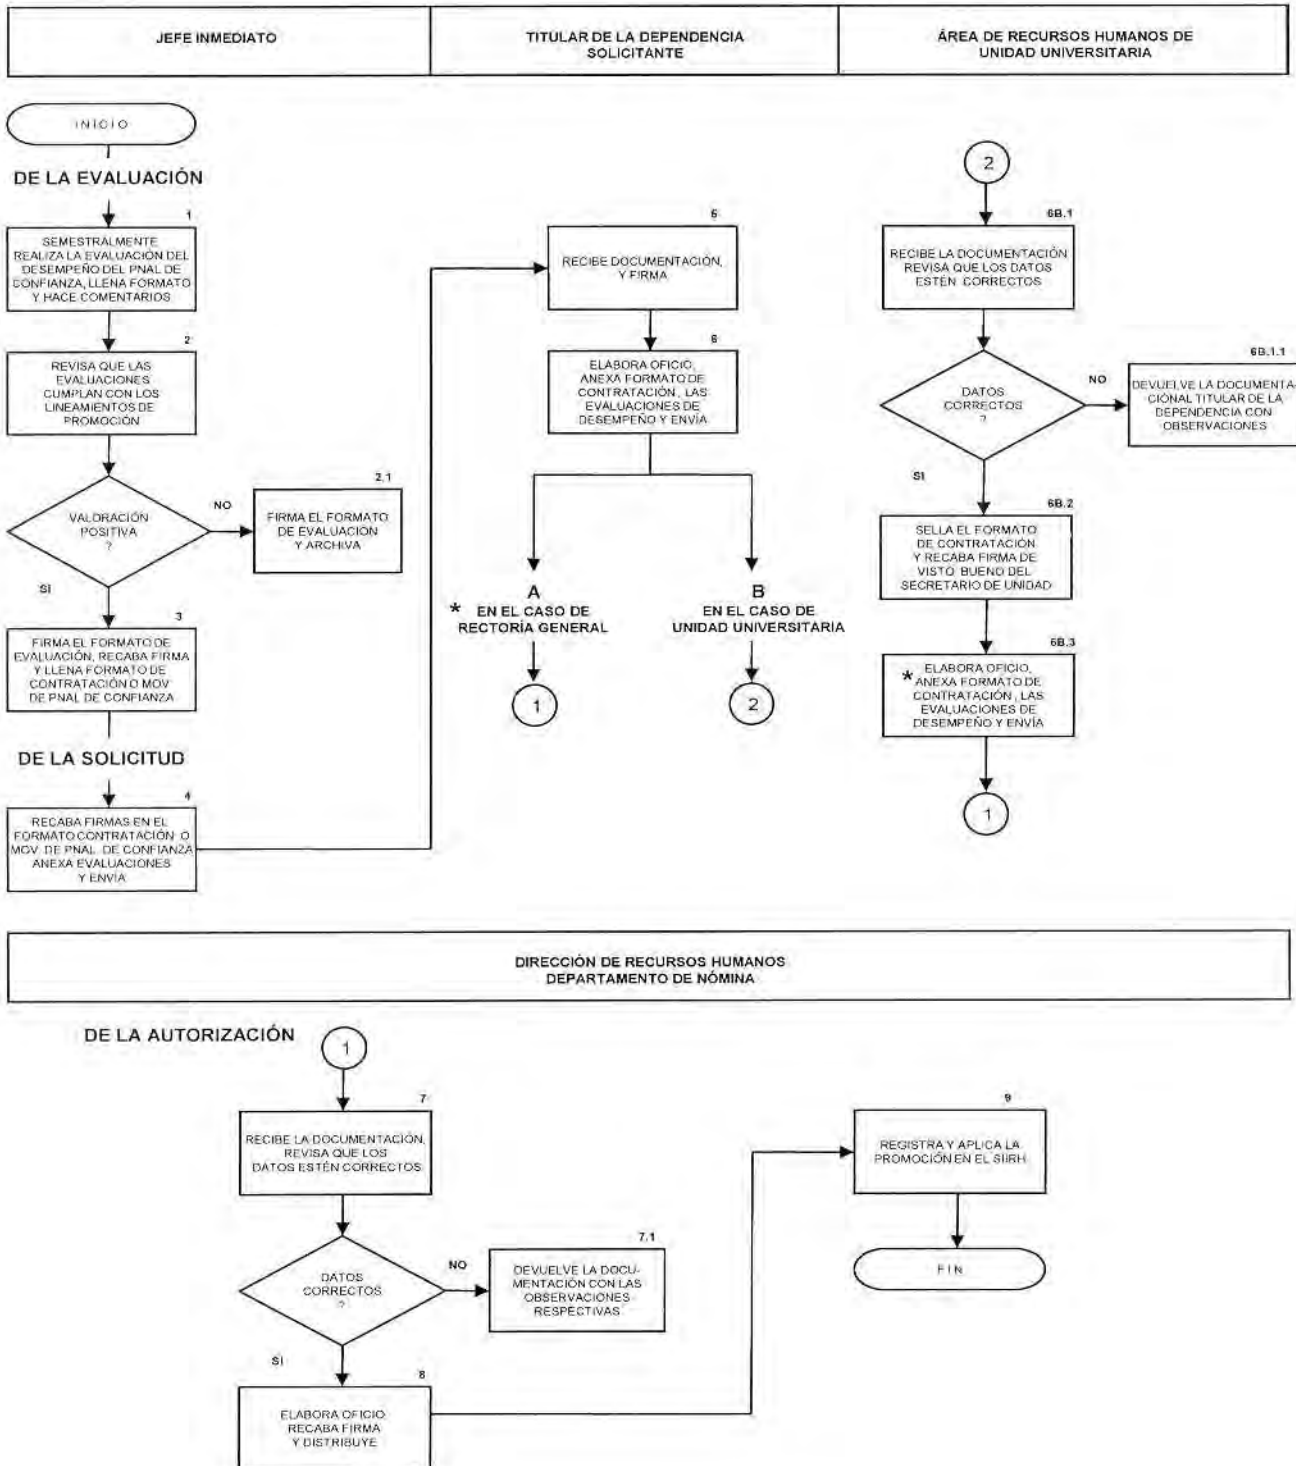 JEFE INMEDIATO
TITULAR DE LA DEPENDENCIA
SOLICITANTE
ÁREA DE RECURSOS HUMANOS DE
UNIDAD UNIVERSITARIA
INICIO
DE LA EVALUACIÓN
1
SEMESTRALMENTE
REALIZA LA EVALUACIÓN DEL
DESEMPEÑO DEL PNAL DE
CONFIANZA, LLENA FORMATO
Y HACE COMENTARIOS
2
REVISA QUE LAS
EVALUACIONES
CUMPLAN CON LOS
LINEAMIENTOS DE
PROMOCIÓN
VALORACIÓN
POSITIVA
?
NO
2.1
FIRMA EL FORMATO
DE EVALUACIÓN
Y ARCHIVA
SI
3
FIRMA EL FORMATO DE
EVALUACIÓN, RECABA FIRMA
Y LLENA FORMATO DE
CONTRATACIÓN O MOV
DE PNAL DE CONFIANZA
DE LA SOLICITUD
4
RECABA FIRMAS EN EL
FORMATO CONTRATACIÓN O
MOV. DE PNAL. DE CONFIANZA
ANEXA EVALUACIONES
Y ENVÍA
5
RECIBE DOCUMENTACIÓN,
Y FIRMA
6
ELABORA OFICIO,
ANEXA FORMATO DE
CONTRATACIÓN, LAS
EVALUACIONES DE
DESEMPEÑO Y ENVÍA
A
* EN EL CASO DE
RECTORÍA GENERAL
1
B
EN EL CASO DE
UNIDAD UNIVERSITARIA
2
2
6B.1
RECIBE LA DOCUMENTACIÓN
REVISA QUE LOS DATOS
ESTÉN CORRECTOS
DATOS
CORRECTOS
?
NO
6B.1.1
DEVUELVE LA DOCUMENTA-
CIÓNAL TITULAR DE LA
DEPENDENCIA CON
OBSERVACIONES
SI
6B.2
SELLA EL FORMATO
DE CONTRATACIÓN
Y RECABA FIRMA DE
VISTO BUENO DEL
SECRETARIO DE UNIDAD
6B.3
ELABORA OFICIO,
* ANEXA FORMATO DE
CONTRATACIÓN, LAS
EVALUACIONES DE
DESEMPEÑO Y ENVÍA
1
DIRECCIÓN DE RECURSOS HUMANOS
DEPARTAMENTO DE NÓMINA
DE LA AUTORIZACIÓN
1
7
RECIBE LA DOCUMENTACIÓN,
REVISA QUE LOS
DATOS ESTÉN CORRECTOS
DATOS
CORRECTOS
?
NO
7.1
DEVUELVE LA DOCU-
MENTACIÓN CON LAS
OBSERVACIONES
RESPECTIVAS
SÍ
8
ELABORA OFICIO
RECABA FIRMA
Y DISTRIBUYE
9
REGISTRA Y APLICA LA
PROMOCIÓN EN EL SIIRH
FIN